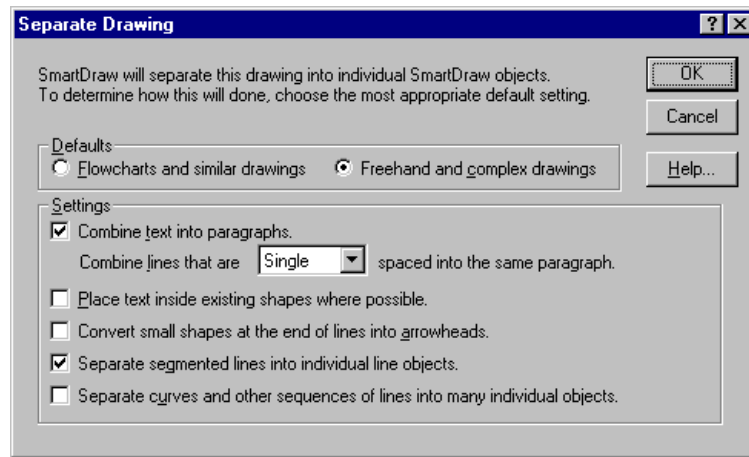 Separate Drawing
SmartDraw will separate this drawing into individual SmartDraw objects.
To determine how this will done, choose the most appropriate default setting.
OK
Cancel
Help...
Defaults
Flowcharts and similar drawings
Freehand and complex drawings
Settings
Combine text into paragraphs.
Combine lines that are Single spaced into the same paragraph.
Place text inside existing shapes where possible.
Convert small shapes at the end of lines into arrowheads.
Separate segmented lines into individual line objects.
Separate curves and other sequences of lines into many individual objects.